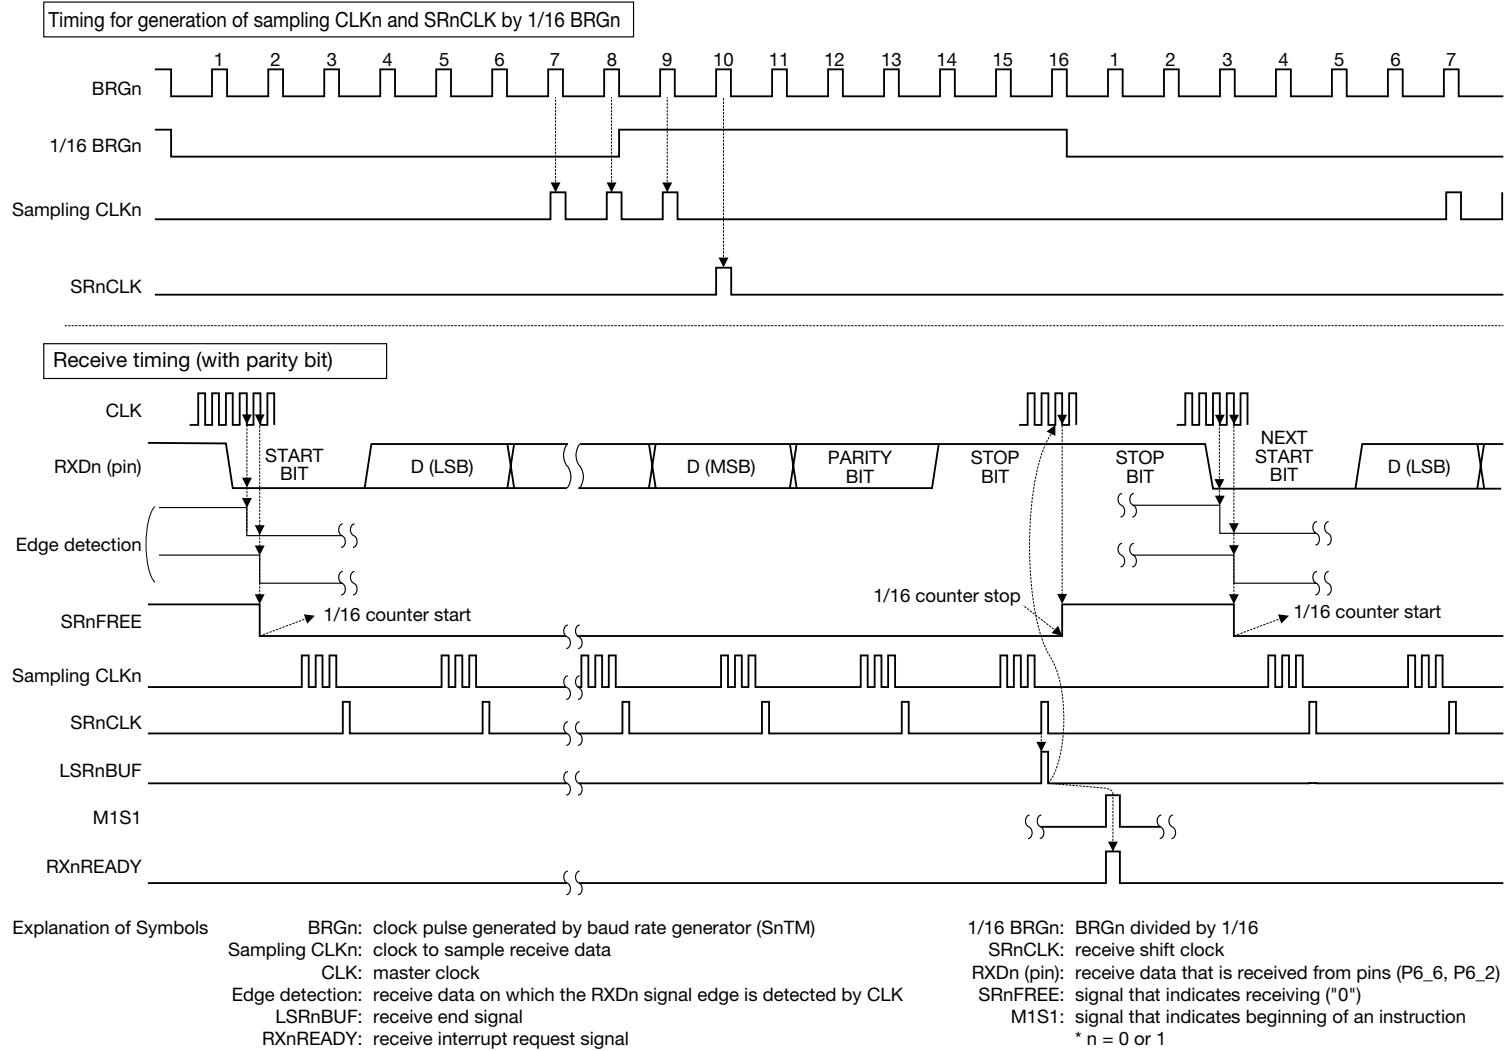 Timing for generation of sampling CLKn and SRnCLK by 1/16 BRGn
1 2 3 4 5 6 7 8 9 10 11 12 13 14 15 16 1 2 3 4 5 6 7
BRGn
1/16 BRGn
Sampling CLKn
SRnCLK
Receive timing (with parity bit)
CLK
RXDn (pin)
START
BIT
D (LSB)
D (MSB)
PARITY
BIT
STOP
BIT
STOP
BIT
NEXT
START
BIT
D (LSB)
Edge detection
SRnFREE
1/16 counter start
1/16 counter stop
1/16 counter start
Sampling CLKn
SRnCLK
LSRnBUF
M1S1
RXnREADY
Explanation of Symbols
BRGn: clock pulse generated by baud rate generator (SnTM)
Sampling CLKn: clock to sample receive data
CLK: master clock
Edge detection: receive data on which the RXDn signal edge is detected by CLK
LSRnBUF: receive end signal
RXnREADY: receive interrupt request signal
1/16 BRGn: BRGn divided by 1/16
SRnCLK: receive shift clock
RXDn (pin): receive data that is received from pins (P6_6, P6_2)
SRnFREE: signal that indicates receiving ("0")
M1S1: signal that indicates beginning of an instruction
* n = 0 or 1